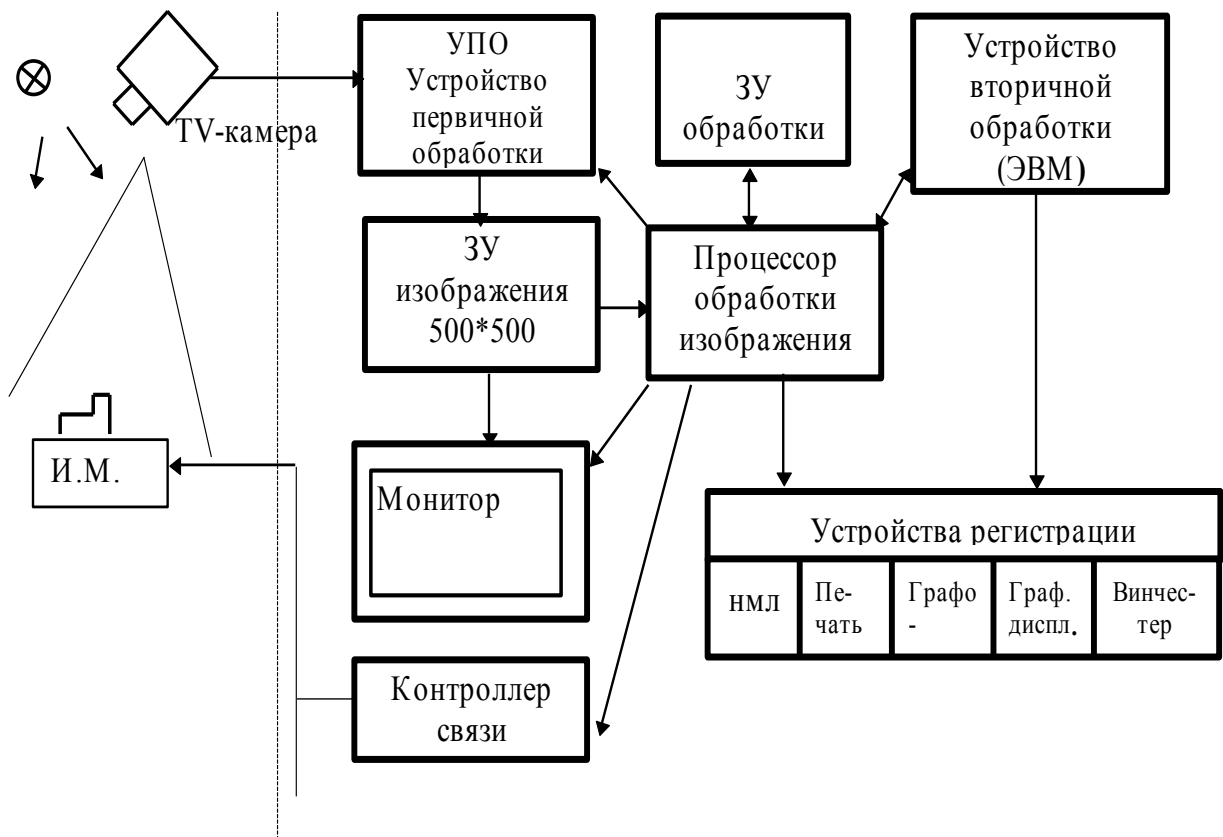 TV-камера
УПО
Устройство
первичной
обработки
ЗУ
обработки
Устройство
вторичной
обработки
(ЭВМ)
ЗУ
изображения
500*500
Процессор
обработки
изображения
И.М.
Монитор
Контроллер
связи
Устройства регистрации
нмл
Пе-
чать
Графо
-
Граф.
диспл.
Винчес-
тер